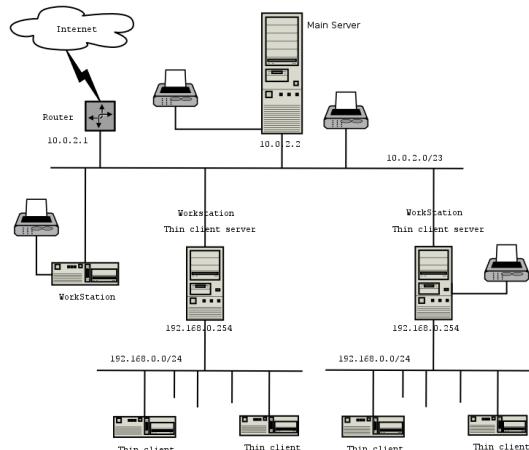 Internet
Main Server
Router
10.0.2.1
10.0.2.2
10.0.2.0/23
Workstation
Thin client server
WorkStation
Thin client server
WorkStation
192.168.0.254
192.168.0.254
192.168.0.0/24
192.168.0.0/24
Thin client
Thin client
Thin client
Thin client